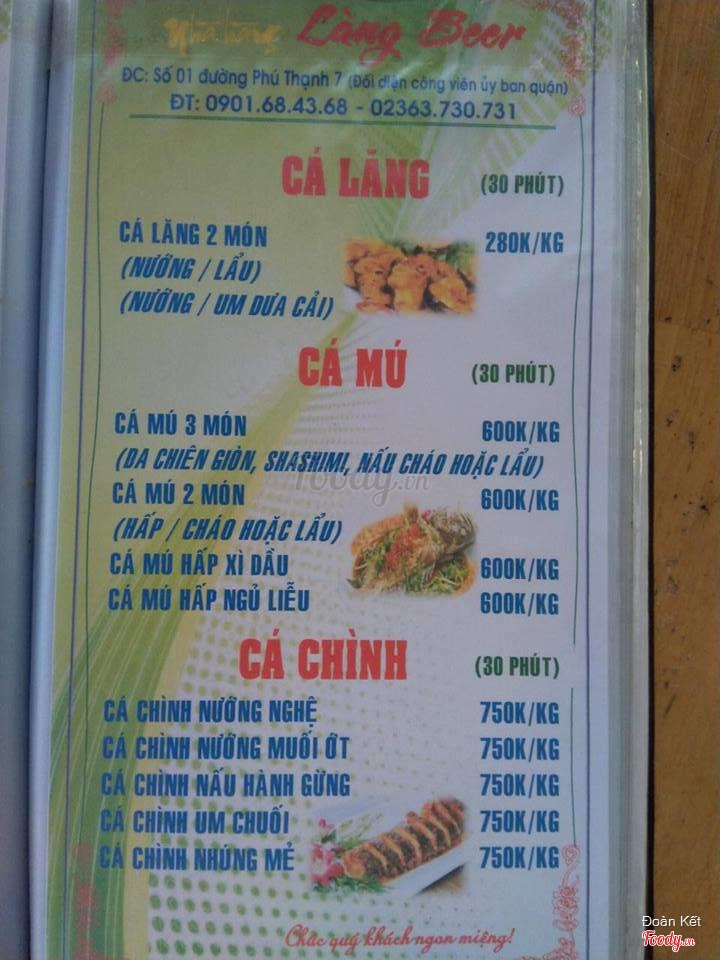 Nhà hàng Làng Beer
ĐC: Số 01 đường Phú Thạnh 7 (Đối diện công viên ủy ban quận)
ĐT: 0901.68.43.68 - 02363.730.731
CÁ LĂNG (30 PHÚT)
CÁ LĂNG 2 MÓN 280K/KG
(NƯỚNG / LẨU)
(NƯỚNG / UM DƯA CẢI)
CÁ MÚ (30 PHÚT)
CÁ MÚ 3 MÓN 600K/KG
(DA CHIÊN GIÒN, SHASHIMI, NẤU CHÁO HOẶC LẨU)
foody.vn
CÁ MÚ 2 MÓN 600K/KG
(HẤP / CHÁO HOẶC LẨU)
CÁ MÚ HẤP XÌ DẦU 600K/KG
CÁ MÚ HẤP NGỦ LIỄU 600K/KG
CÁ CHÌNH (30 PHÚT)
CÁ CHÌNH NƯỚNG NGHỆ 750K/KG
CÁ CHÌNH NƯỚNG MUỐI ỚT 750K/KG
CÁ CHÌNH NẤU HÀNH GỪNG 750K/KG
CÁ CHÌNH UM CHUỐI 750K/KG
CÁ CHÌNH NHÚNG MẺ 750K/KG
Chúc quý khách ngon miệng!
Đoàn Kết
Foody.vn